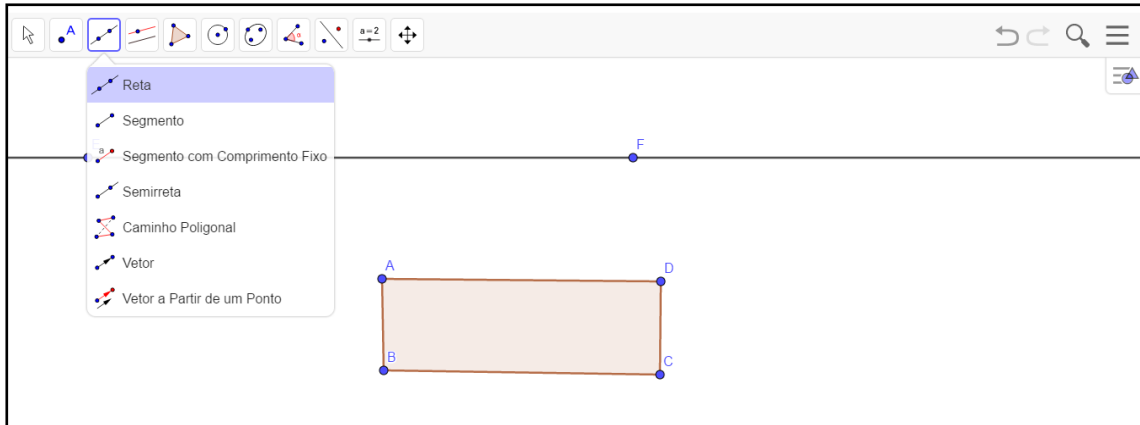 A
a=2
Reta
Segmento
a
Segmento com Comprimento Fixo
F
Semirreta
Caminho Poligonal
Vetor
Vetor a Partir de um Ponto
A
D
B
C